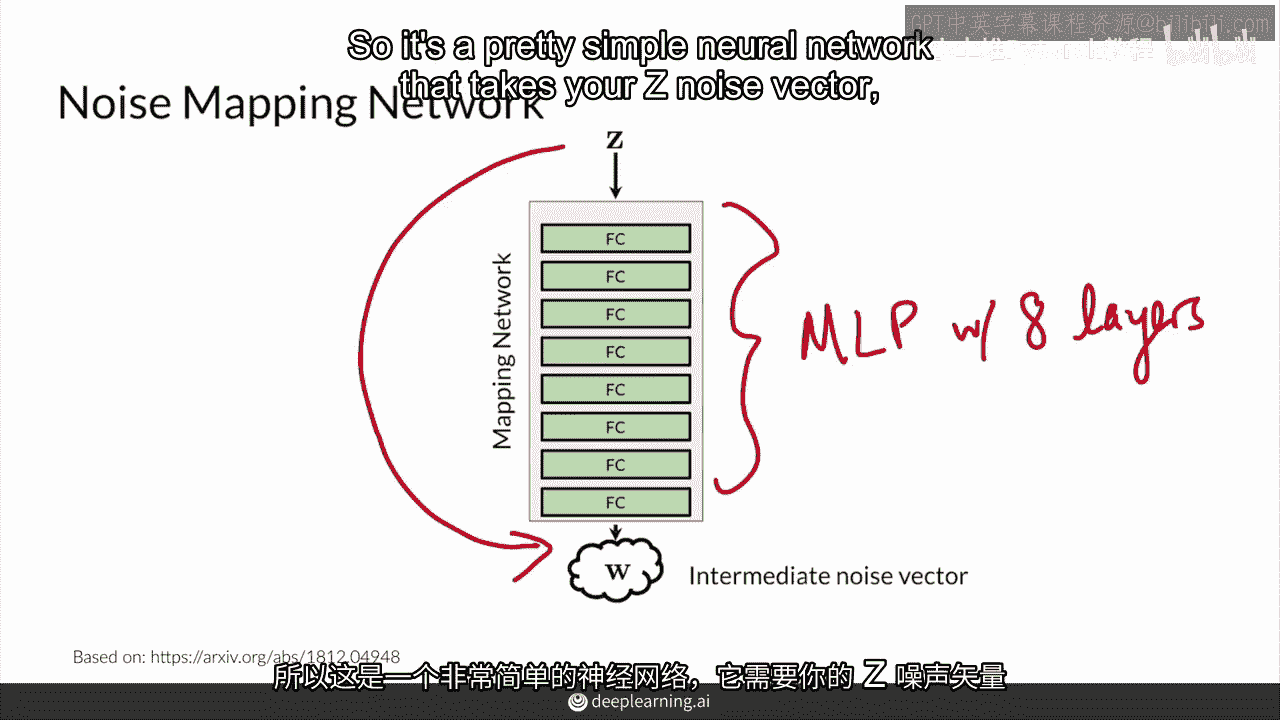 GPT中英字幕课程资源@bilibili.com
So it's a pretty simple neural network
that takes your Z noise vector,
bilibili
Noise Mapping Network
z
Mapping Network
FC
FC
FC
FC
FC
FC
FC
FC
MLP w/ 8 layers
w
Intermediate noise vector
Based on: https://arxiv.org/abs/1812.04948
所以这是一个非常简单的神经网络，它需要你的 Z 噪声矢量
deeplearning.ai